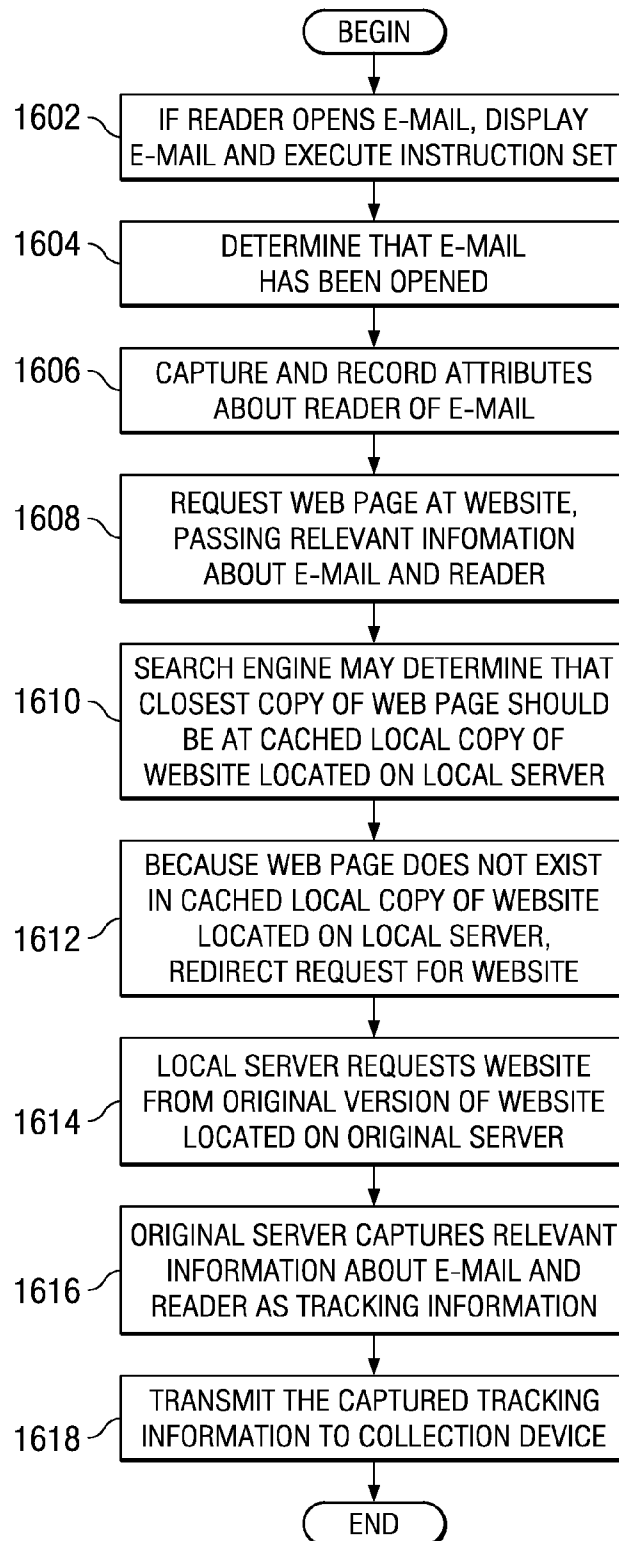 BEGIN
1602
IF READER OPENS E-MAIL, DISPLAY
E-MAIL AND EXECUTE INSTRUCTION SET
1604
DETERMINE THAT E-MAIL
HAS BEEN OPENED
1606
CAPTURE AND RECORD ATTRIBUTES
ABOUT READER OF E-MAIL
1608
REQUEST WEB PAGE AT WEBSITE,
PASSING RELEVANT INFOMATION
ABOUT E-MAIL AND READER
1610
SEARCH ENGINE MAY DETERMINE THAT
CLOSEST COPY OF WEB PAGE SHOULD
BE AT CACHED LOCAL COPY OF
WEBSITE LOCATED ON LOCAL SERVER
1612
BECAUSE WEB PAGE DOES NOT EXIST
IN CACHED LOCAL COPY OF WEBSITE
LOCATED ON LOCAL SERVER,
REDIRECT REQUEST FOR WEBSITE
1614
LOCAL SERVER REQUESTS WEBSITE
FROM ORIGINAL VERSION OF WEBSITE
LOCATED ON ORIGINAL SERVER
1616
ORIGINAL SERVER CAPTURES RELEVANT
INFORMATION ABOUT E-MAIL AND
READER AS TRACKING INFORMATION
1618
TRANSMIT THE CAPTURED TRACKING
INFORMATION TO COLLECTION DEVICE
END